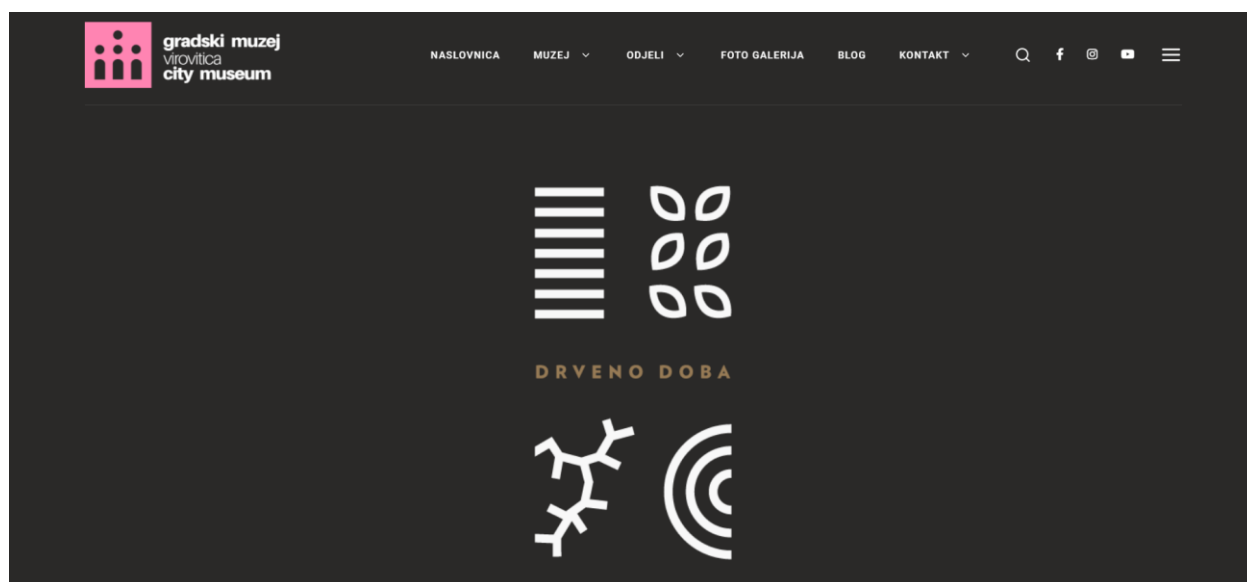 gradski muzej
virovitica
city museum
NASLOVNICA MUZEJ ODJELI FOTO GALERIJA BLOG KONTAKT
DRVENO DOBA